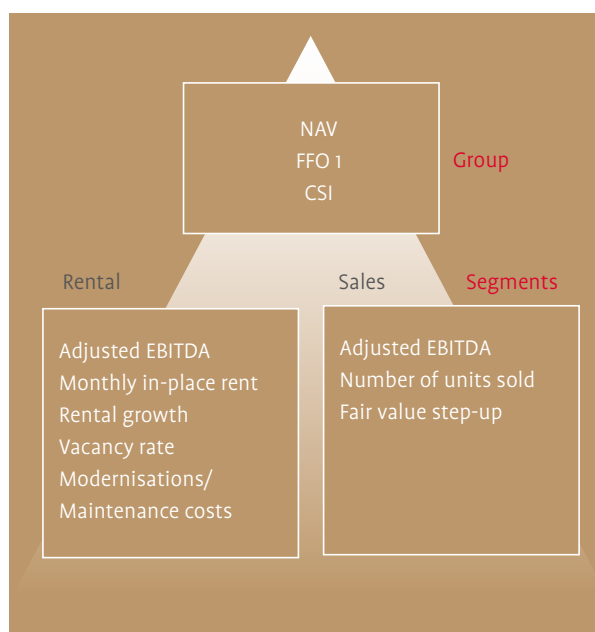 NAV
FFO 1
CSI
Group
Rental
Sales
Segments
Adjusted EBITDA
Monthly in-place rent
Rental growth
Vacancy rate
Modernisations/
Maintenance costs
Adjusted EBITDA
Number of units sold
Fair value step-up